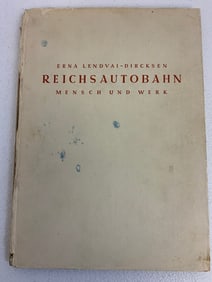 ERNA LENDVAI-DIRCKSEN
REICHSAUTOBAHN
MENSCH UND WERK